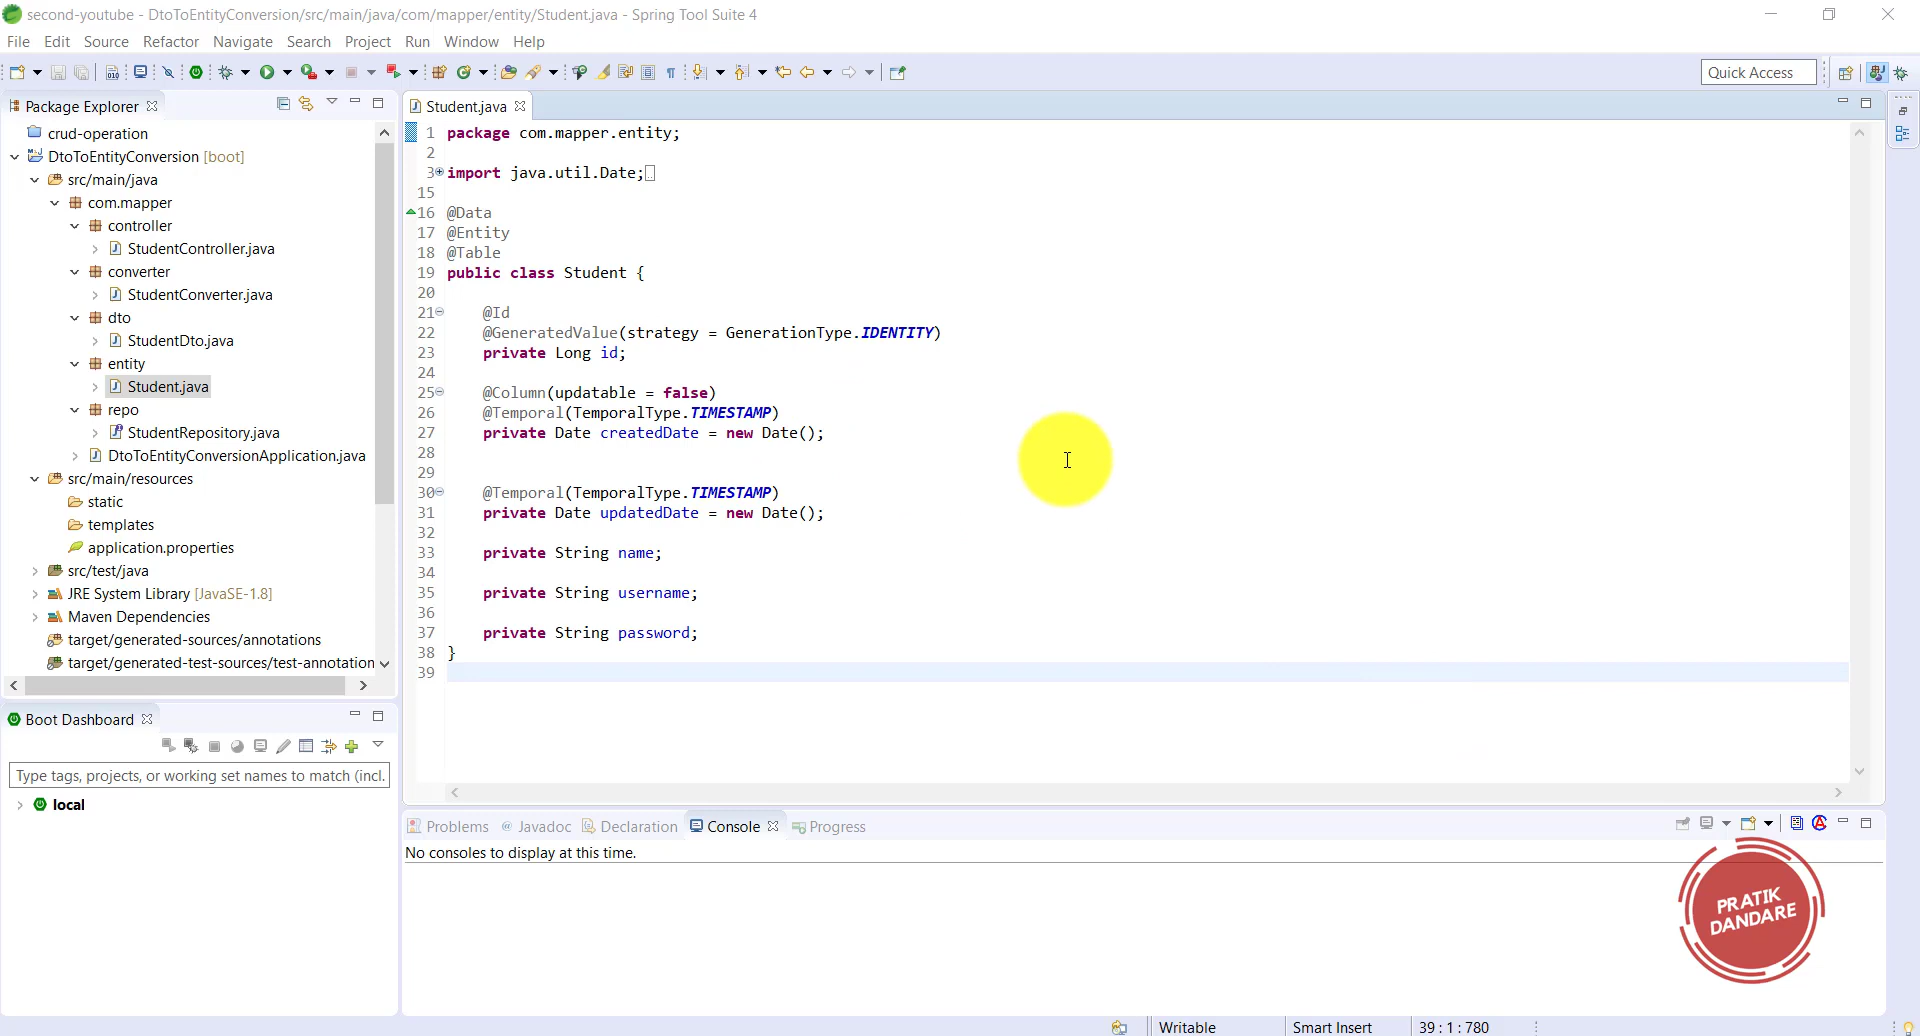 second-youtube - DtoToEntityConversion/src/main/java/com/mapper/entity/Student.java - Spring Tool Suite 4
File Edit Source Refactor Navigate Search Project Run Window Help
Quick Access
Package Explorer
crud-operation
DtoToEntityConversion [boot]
src/main/java
com.mapper
controller
StudentController.java
converter
StudentConverter.java
dto
StudentDto.java
entity
Student.java
repo
StudentRepository.java
DtoToEntityConversionApplication.java
src/main/resources
static
templates
application.properties
src/test/java
JRE System Library [JavaSE-1.8]
Maven Dependencies
target/generated-sources/annotations
target/generated-test-sources/test-annotation
Boot Dashboard
Type tags, projects, or working set names to match (incl.
local
Student.java
1 package com.mapper.entity;
2
3 import java.util.Date;
15
16 @Data
17 @Entity
18 @Table
19 public class Student {
20
21 @Id
22 @GeneratedValue(strategy = GenerationType.IDENTITY)
23 private Long id;
24
25 @Column(updatable = false)
26 @Temporal(TemporalType.TIMESTAMP)
27 private Date createdDate = new Date();
28
29
30 @Temporal(TemporalType.TIMESTAMP)
31 private Date updatedDate = new Date();
32
33 private String name;
34
35 private String username;
36
37 private String password;
38 }
39
Problems @ Javadoc Declaration Console Progress
No consoles to display at this time.
PRATIK
DANDARE
Writable Smart Insert 39 : 1 : 780